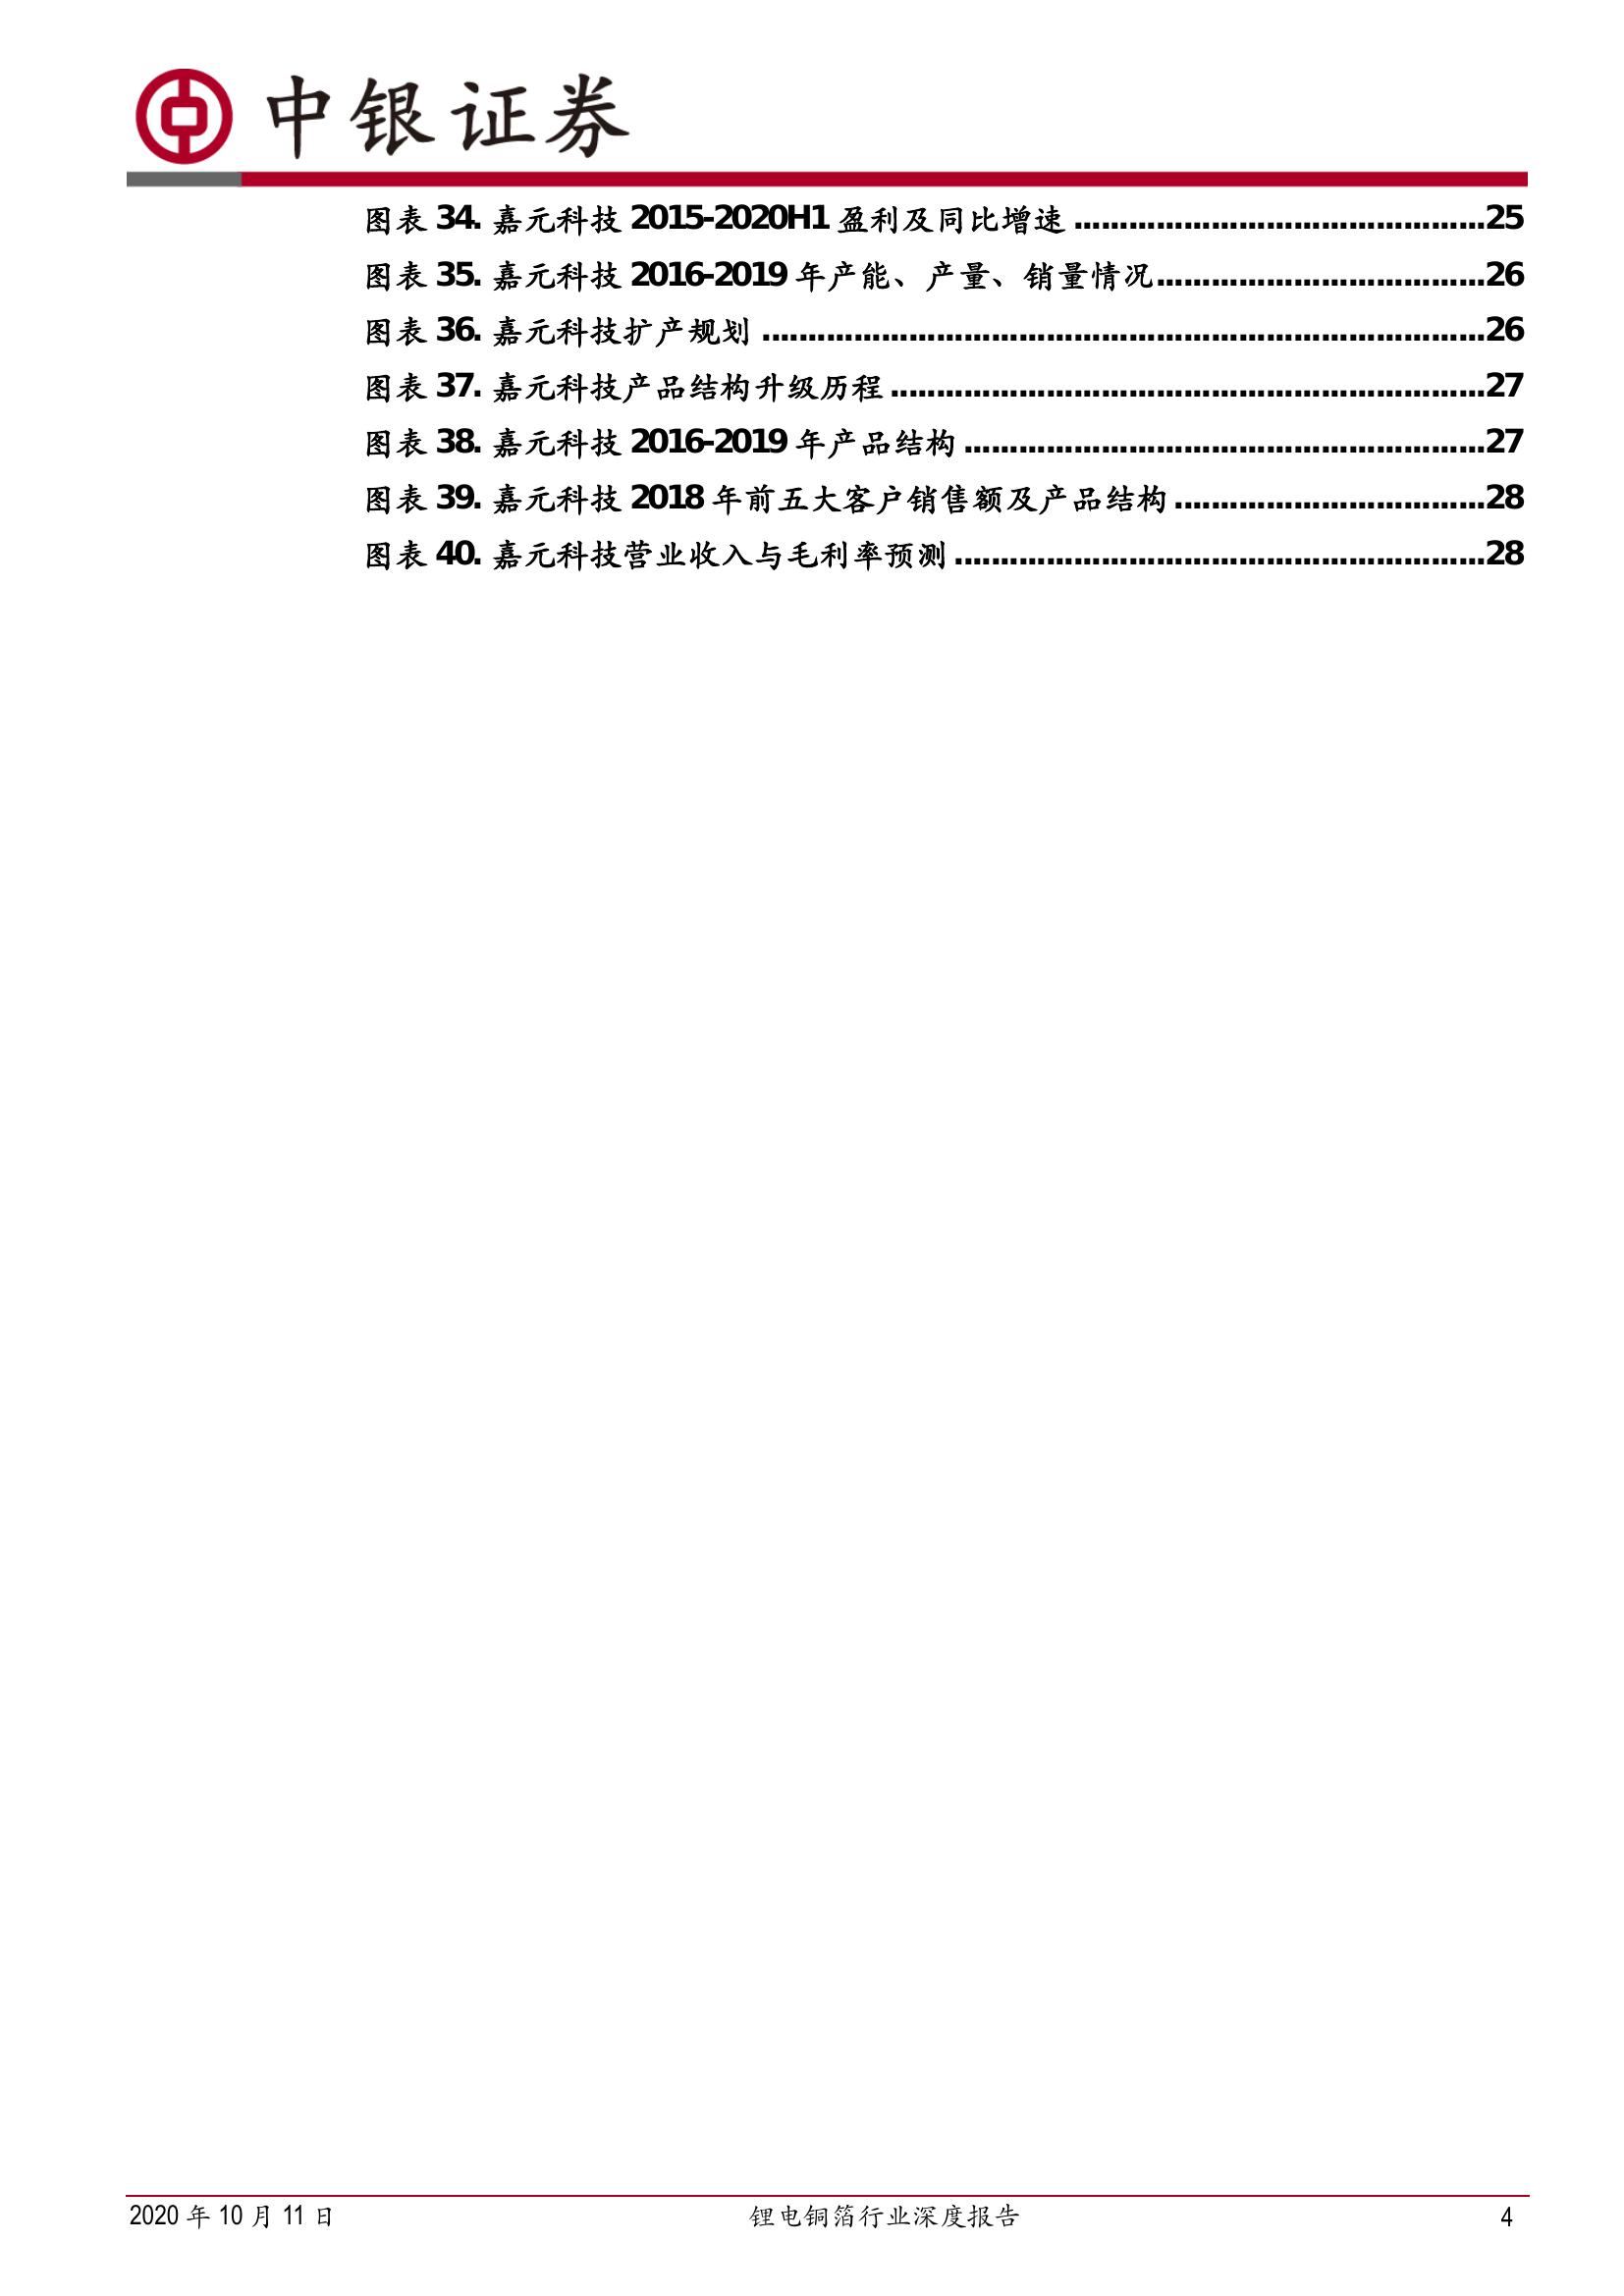 中银证券
图表 34. 嘉元科技 2015-2020H1 盈利及同比增速 ..............................................25
图表 35. 嘉元科技 2016-2019 年产能、产量、销量情况.....................................26
图表 36. 嘉元科技扩产规划 .................................................................................26
图表 37. 嘉元科技产品结构升级历程 ...................................................................27
图表 38. 嘉元科技 2016-2019 年产品结构 ..........................................................27
图表 39. 嘉元科技 2018 年前五大客户销售额及产品结构 ...................................28
图表 40. 嘉元科技营业收入与毛利率预测 ...........................................................28
2020 年 10 月 11 日 锂电铜箔行业深度报告 4